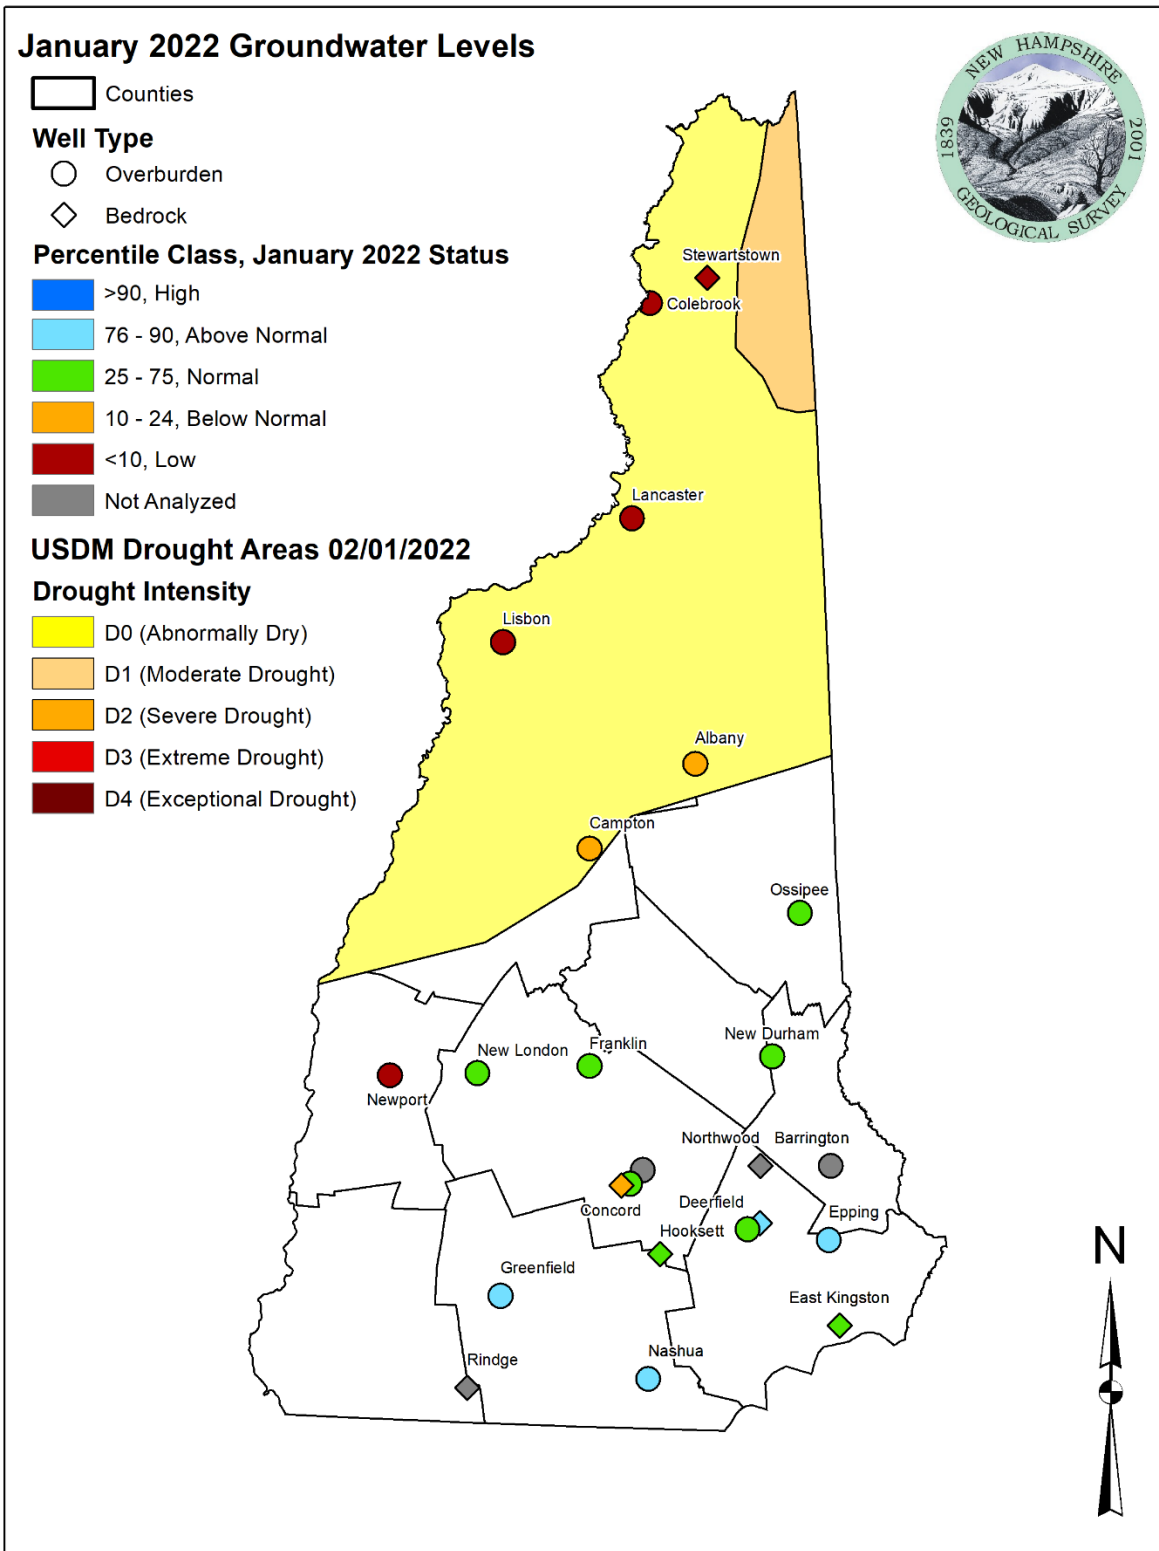 January 2022 Groundwater Levels
Counties
Well Type
Overburden
Bedrock
Percentile Class, January 2022 Status
>90, High
76 - 90, Above Normal
25 - 75, Normal
10 - 24, Below Normal
<10, Low
Not Analyzed
USDM Drought Areas 02/01/2022
Drought Intensity
D0 (Abnormally Dry)
D1 (Moderate Drought)
D2 (Severe Drought)
D3 (Extreme Drought)
D4 (Exceptional Drought)
NEW HAMPSHIRE
1839
2001
GEOLOGICAL SURVEY
Stewartstown
Colebrook
Lancaster
Lisbon
Albany
Campton
Ossipee
New Durham
Franklin
New London
Newport
Northwood
Barrington
Concord
Deerfield
Epping
Hooksett
Greenfield
East Kingston
Nashua
Rindge
N